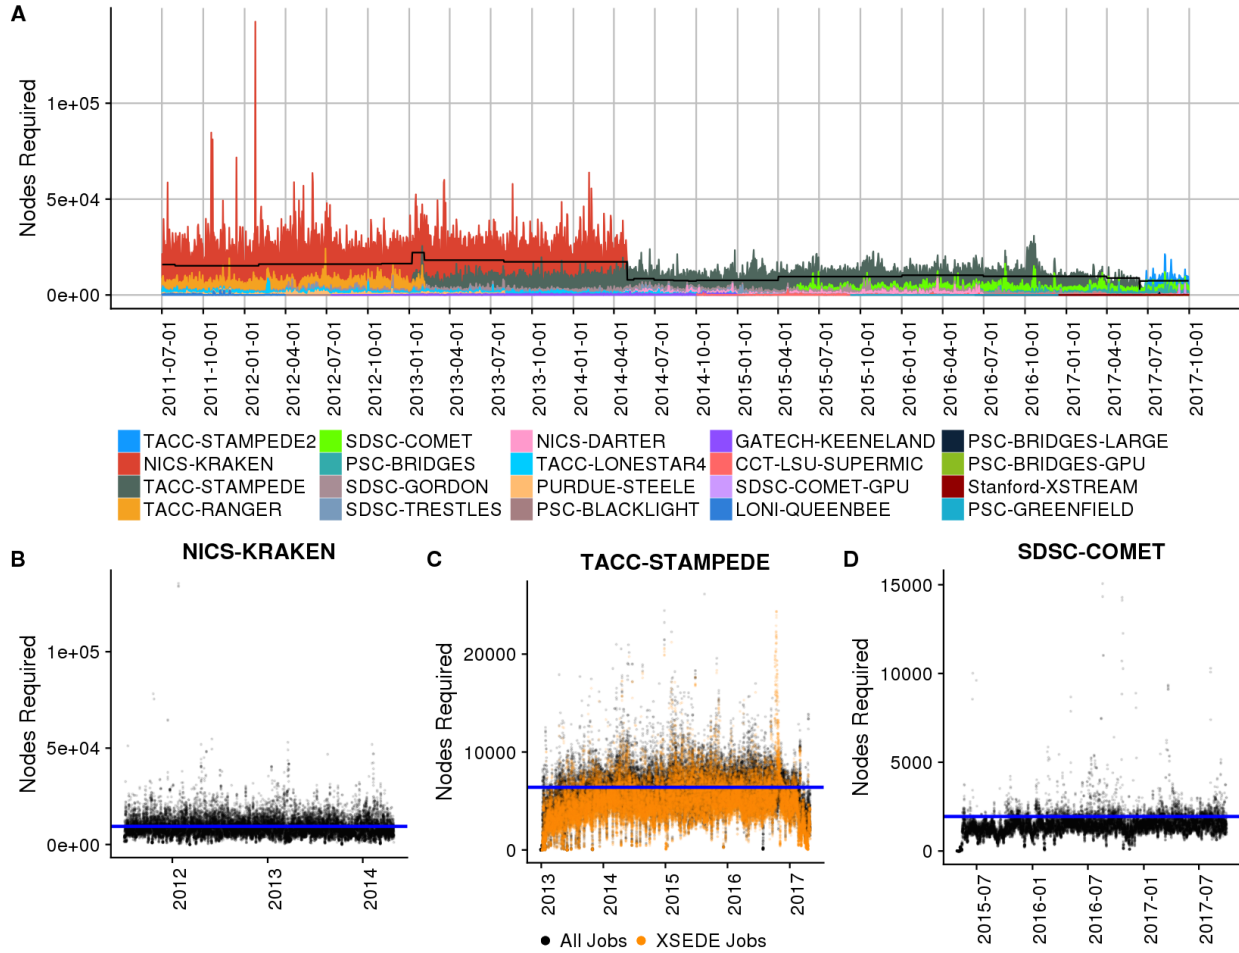 A
Nodes Required
1e+05
5e+04
0e+00
2011-07-01
2011-10-01
2012-01-01
2012-04-01
2012-07-01
2012-10-01
2013-01-01
2013-04-01
2013-07-01
2013-10-01
2014-01-01
2014-04-01
2014-07-01
2014-10-01
2015-01-01
2015-04-01
2015-07-01
2015-10-01
2016-01-01
2016-04-01
2016-07-01
2016-10-01
2017-01-01
2017-04-01
2017-07-01
2017-10-01
TACC-STAMPEDE2 SDSC-COMET NICS-DARTER GATECH-KEENELAND PSC-BRIDGES-LARGE
NICS-KRAKEN PSC-BRIDGES TACC-LONESTAR4 CCT-LSU-SUPERMIC PSC-BRIDGES-GPU
TACC-STAMPEDE SDSC-GORDON PURDUE-STEELE SDSC-COMET-GPU Stanford-XSTREAM
TACC-RANGER SDSC-TRESTLES PSC-BLACKLIGHT LONI-QUEENBEE PSC-GREENFIELD
B
NICS-KRAKEN
Nodes Required
1e+05
5e+04
0e+00
2012
2013
2014
C
TACC-STAMPEDE
Nodes Required
20000
10000
0
2013
2014
2015
2016
2017
All Jobs XSEDE Jobs
D
SDSC-COMET
Nodes Required
15000
10000
5000
0
2015-07
2016-01
2016-07
2017-01
2017-07